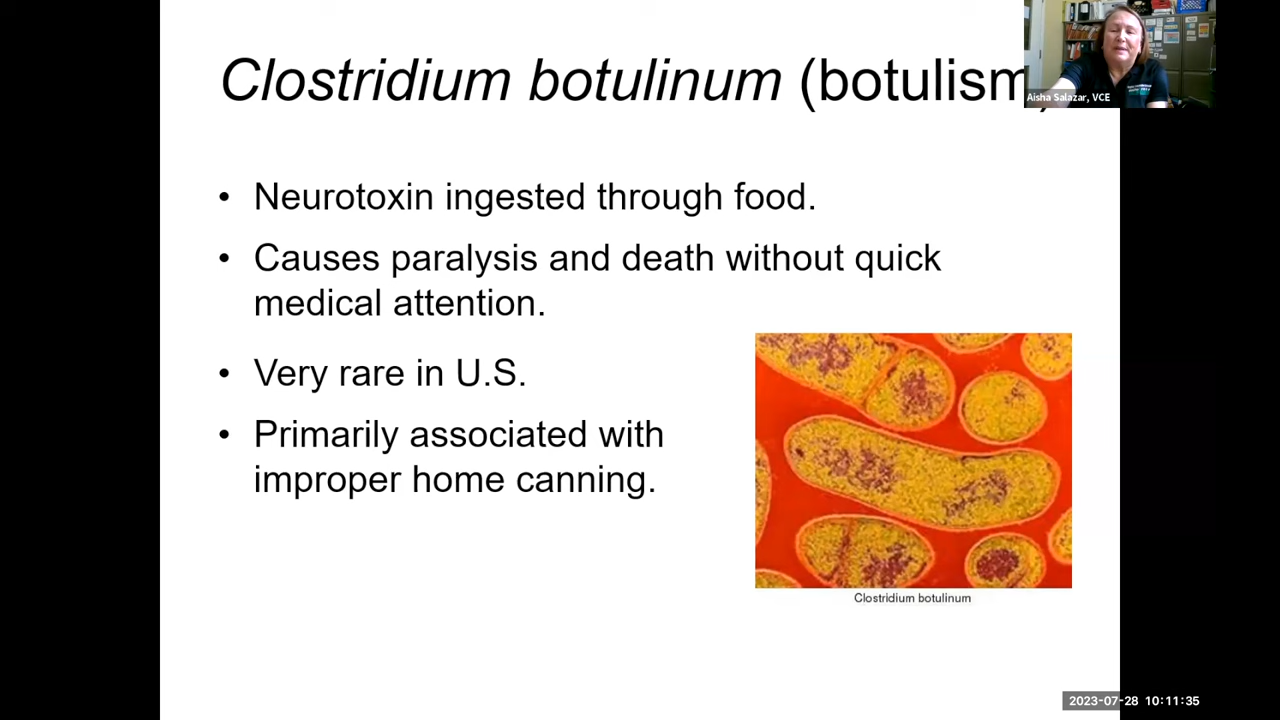 Clostridium botulinum (botulism)
Aisha Salazar, VCE
• Neurotoxin ingested through food.
• Causes paralysis and death without quick
medical attention.
• Very rare in U.S.
• Primarily associated with
improper home canning.
Clostridium botulinum
2023-07-28 10:11:35